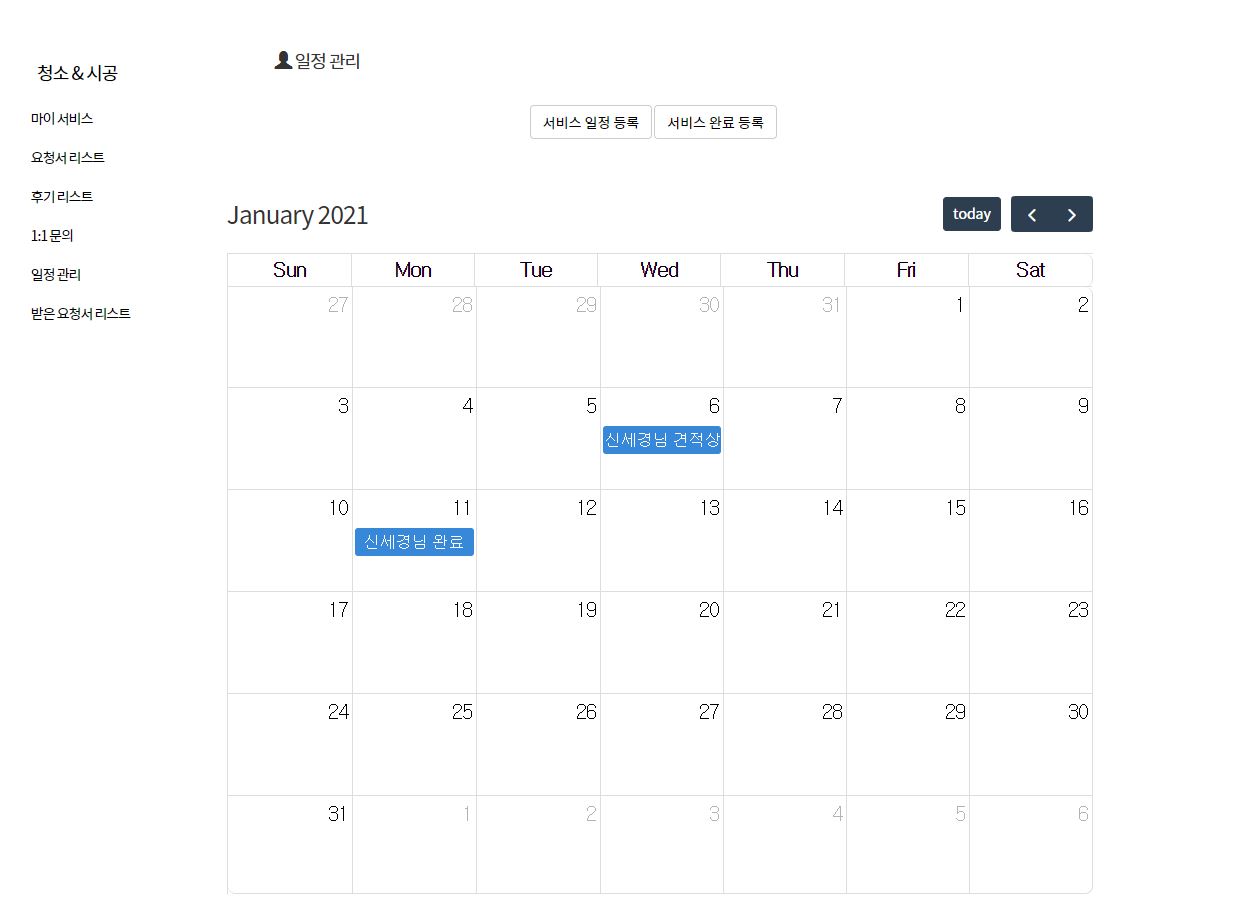 청소 & 시공
마이 서비스
요청서 리스트
후기 리스트
1:1 문의
일정 관리
받은 요청서 리스트
일정 관리
서비스 일정 등록 서비스 완료 등록
January 2021 today
Sun Mon Tue Wed Thu Fri Sat
27 28 29 30 31 1 2
3 4 5 6 7 8 9
신세경님 견적상
10 11 12 13 14 15 16
신세경님 완료
17 18 19 20 21 22 23
24 25 26 27 28 29 30
31 1 2 3 4 5 6